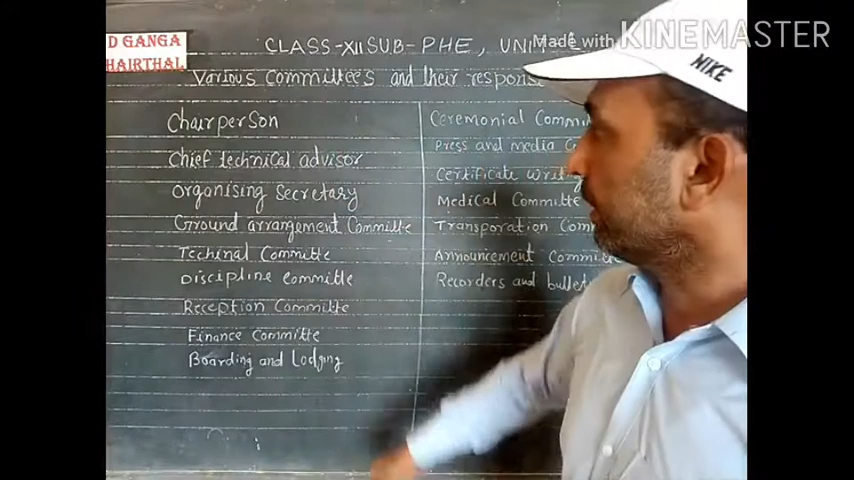 D GANGA
HAIRTHAL
Made with KINEMASTER
NIKE
CLASS-XII SUB- PHE, UNIT
Various committees and their respons
Chairperson
Chief technical advisor
Organising Secretary
Ground arrangement Committe
Techinal Committe
Discipline Committe
Reception Committe
Finance committe
Boarding and Lodging
Ceremonial Comm
Press and media C
Certificate writ
Medical Committe
Transporation Com
Announcement Committe
Recorders and bullet